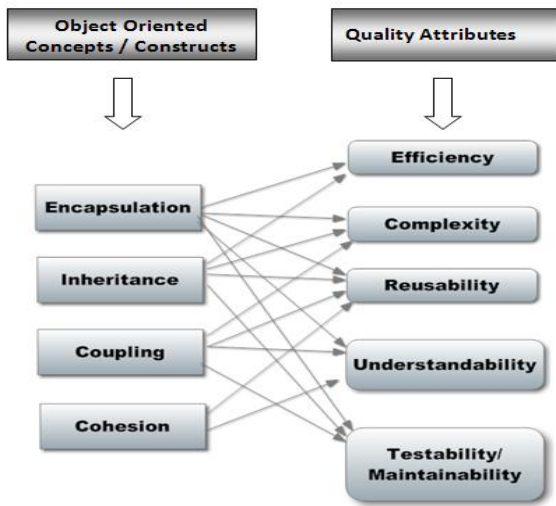 Object Oriented
Concepts / Constructs
Quality Attributes
Encapsulation
Inheritance
Coupling
Cohesion
Efficiency
Complexity
Reusability
Understandability
Testability/
Maintainability